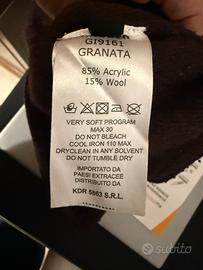 GI9161
GRANATA
85% Acrylic
15% Wool
VERY SOFT PROGRAM
MAX 30
DO NOT BLEACH
COOL IRON 110 MAX
DRYCLEAN IN ANY SOLVENT
DO NOT TUMBLE DRY
IMPORTATO DA
PAESI EXTRACEE
DISTRIBUTO DA
KDR 5863 S.R.L.
subito